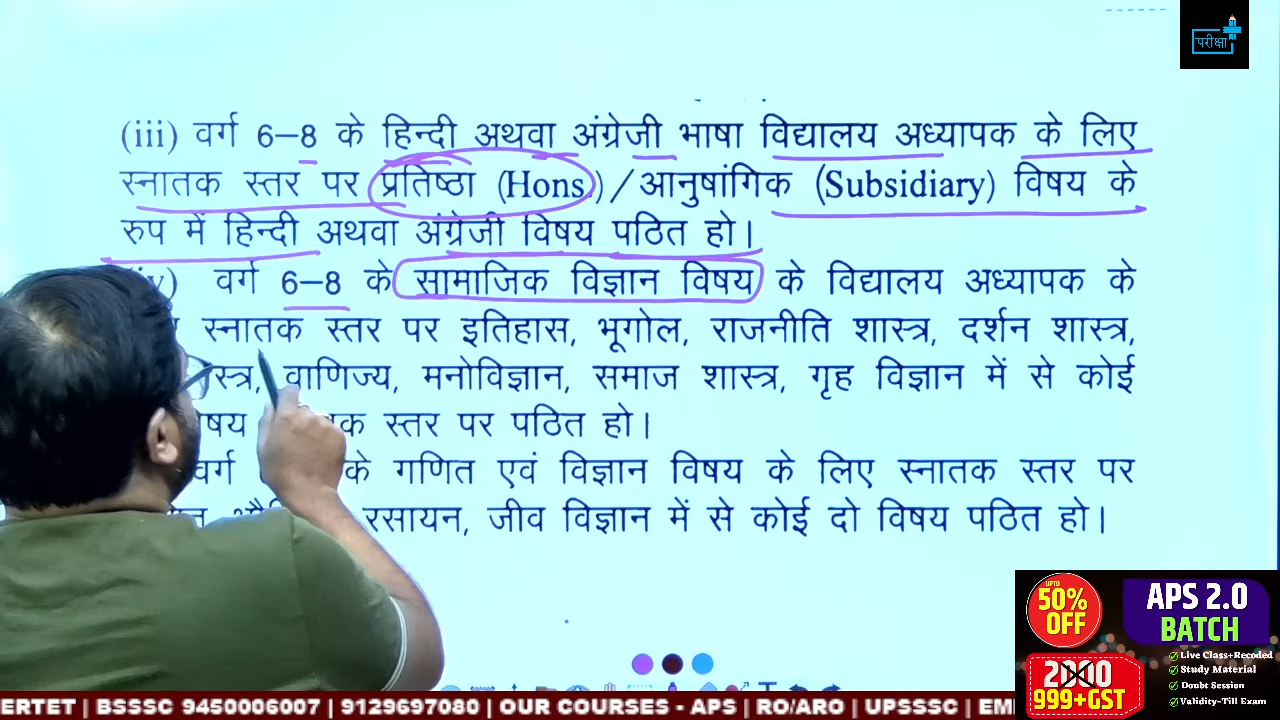 परीक्षा
(iii) वर्ग 6–8 के हिन्दी अथवा अंग्रेजी भाषा विद्यालय अध्यापक के लिए
स्नातक स्तर पर प्रतिष्ठा (Hons.)/आनुषांगिक (Subsidiary) विषय के
रुप में हिन्दी अथवा अंग्रेजी विषय पठित हो।
वर्ग 6–8 के सामाजिक विज्ञान विषय के विद्यालय अध्यापक के
स्नातक स्तर पर इतिहास, भूगोल, राजनीति शास्त्र, दर्शन शास्त्र,
वाणिज्य, मनोविज्ञान, समाज शास्त्र, गृह विज्ञान में से कोई
स्तर पर पठित हो।
वर्ग के गणित एवं विज्ञान विषय के लिए स्नातक स्तर पर
रसायन, जीव विज्ञान में से कोई दो विषय पठित हो।
UPTO
50%
OFF
APS 2.0
BATCH
2000
999+GST
Live Class+Recoded
Study Material
Doubt Session
Validity-Till Exam
ERTET | BSSSC 9450006007 | 9129697080 | OUR COURSES - APS | RO/ARO | UPSSSC | EM